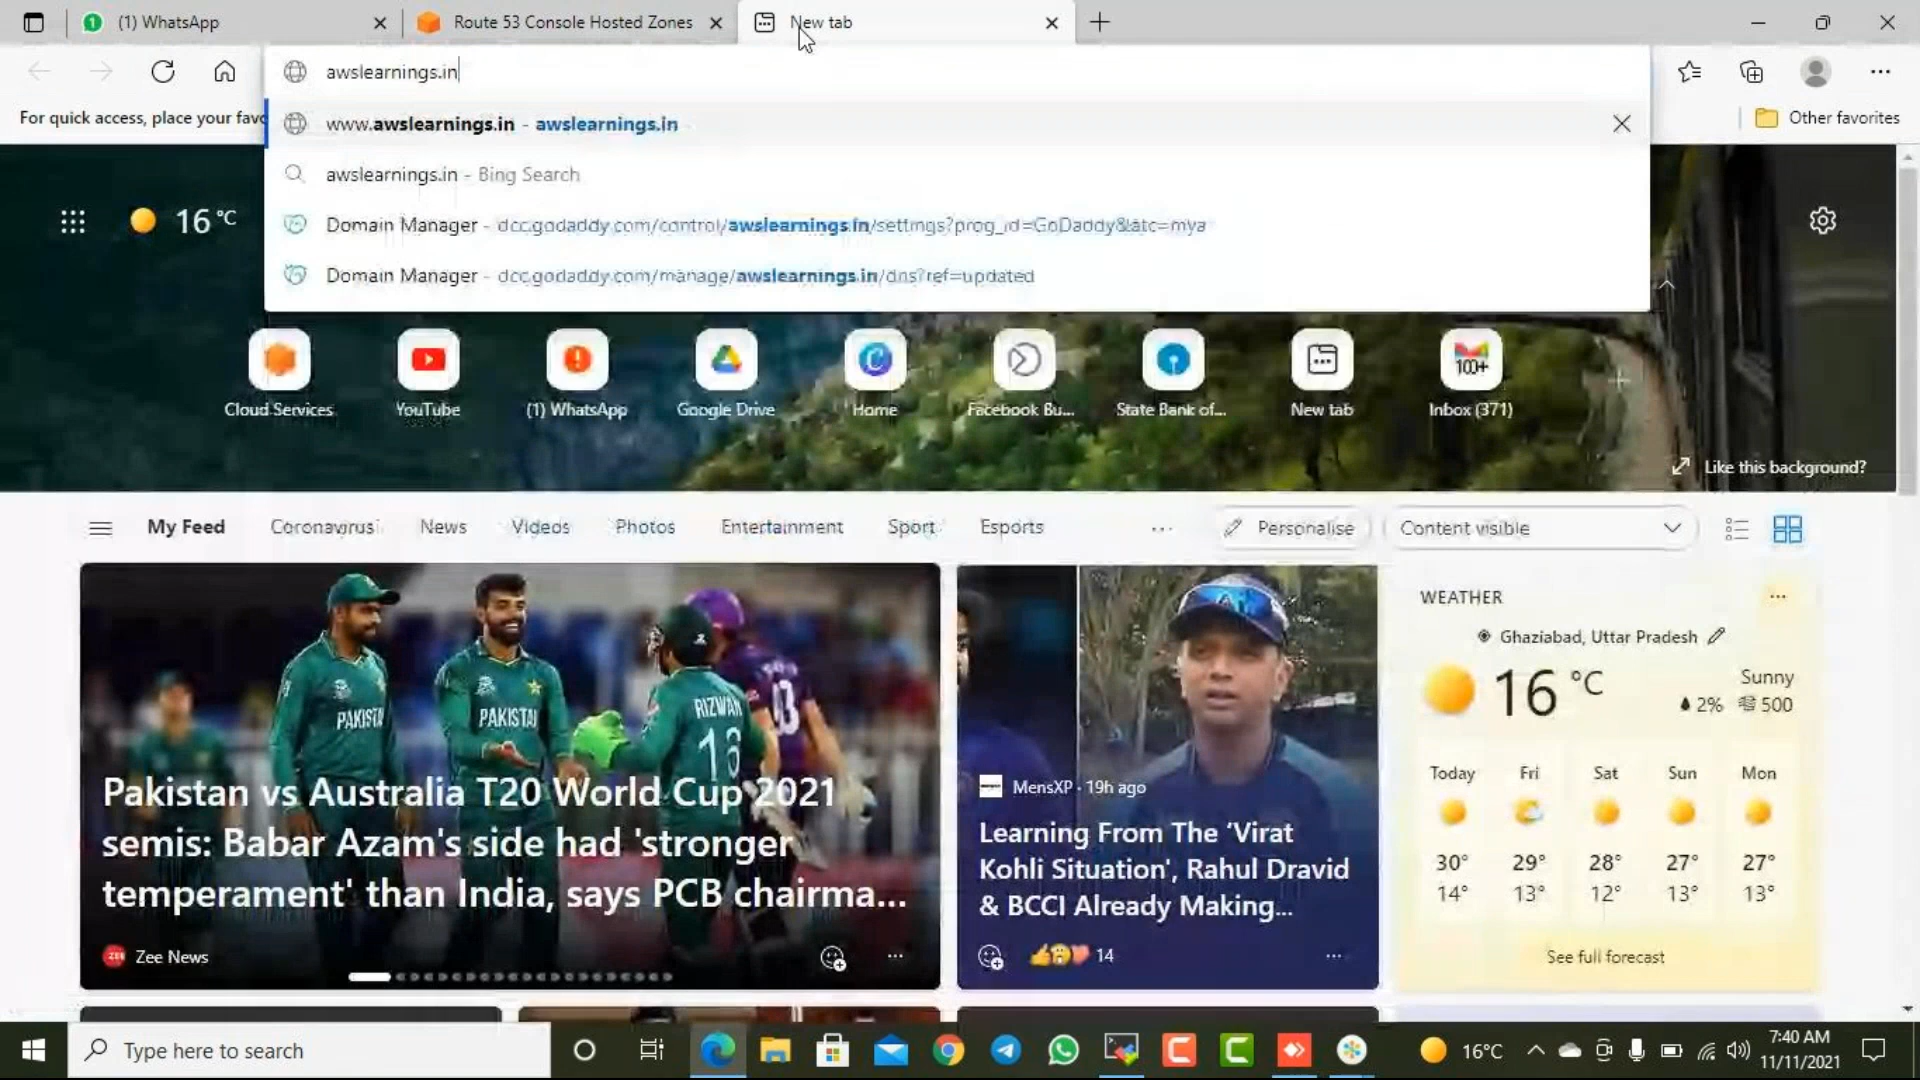 (1) WhatsApp
Route 53 Console Hosted Zones
New tab
awslearnings.in
For quick access, place your favo
www.awslearnings.in - awslearnings.in
Other favorites
awslearnings.in - Bing Search
Domain Manager - dcc.godaddy.com/control/awslearnings.in/settings?prog_id=GoDaddy&atc=mya
Domain Manager - dcc.godaddy.com/manage/awslearnings.in/dns?ref=updated
16 °C
100+
Cloud Services
YouTube
(1) WhatsApp
Google Drive
Home
Facebook Bu...
State Bank of...
New tab
Inbox (371)
Like this background?
My Feed
Coronavirus
News
Videos
Photos
Entertainment
Sport
Esports
...
Personalise
Content visible
PAKISTAN
PAKISTAN
RIZWAN
Pakistan vs Australia T20 World Cup 2021
semis: Babar Azam's side had 'stronger
temperament' than India, says PCB chairma...
Zee News
MensXP · 19h ago
Learning From The ‘Virat
Kohli Situation', Rahul Dravid
& BCCI Already Making...
14
WEATHER
Ghaziabad, Uttar Pradesh
16 °C
Sunny
2% 500
Today Fri Sat Sun Mon
30° 29° 28° 27° 27°
14° 13° 12° 13° 13°
See full forecast
Type here to search
16°C
7:40 AM
11/11/2021